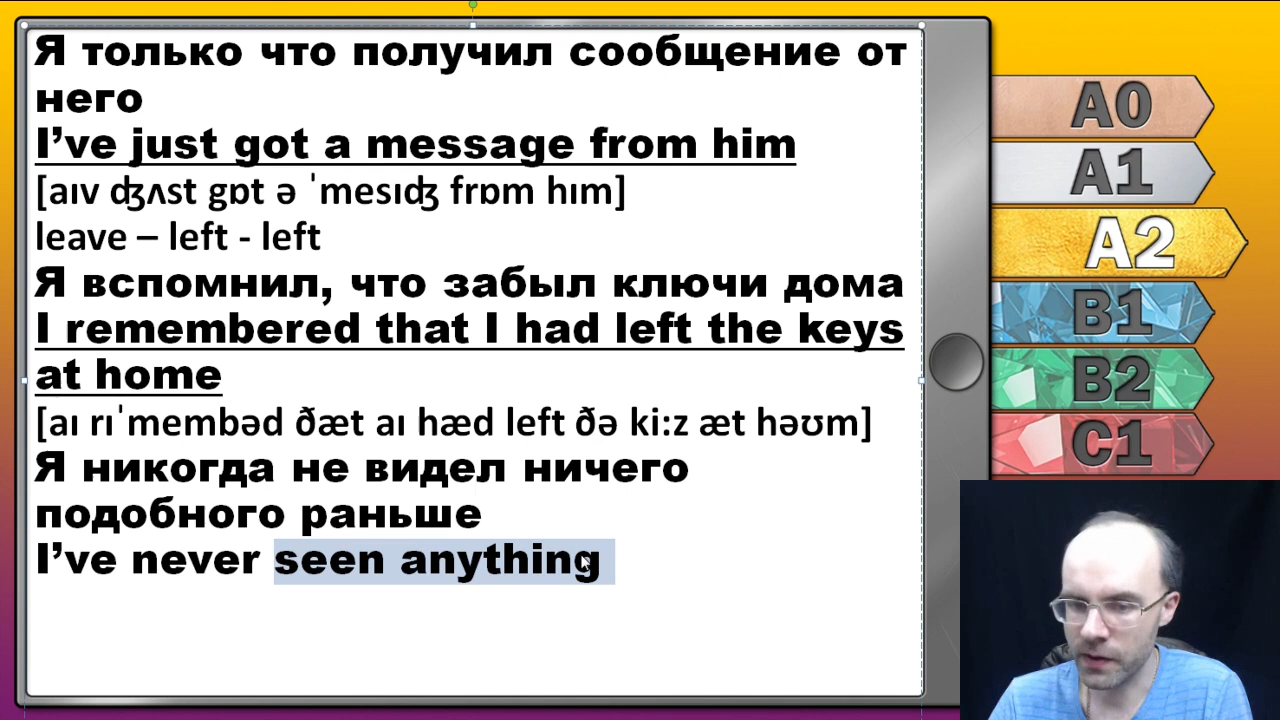 Я только что получил сообщение от
него
I’ve just got a message from him
[aɪv ʤʌst gɒt ə ˈmesɪʤ frɒm hɪm]
leave – left - left
Я вспомнил, что забыл ключи дома
I remembered that I had left the keys
at home
[aɪ rɪˈmembəd ðæt aɪ hæd left ðə ki:z æt həʊm]
Я никогда не видел ничего
подобного раньше
I’ve never seen anything
A0
A1
A2
B1
B2
C1